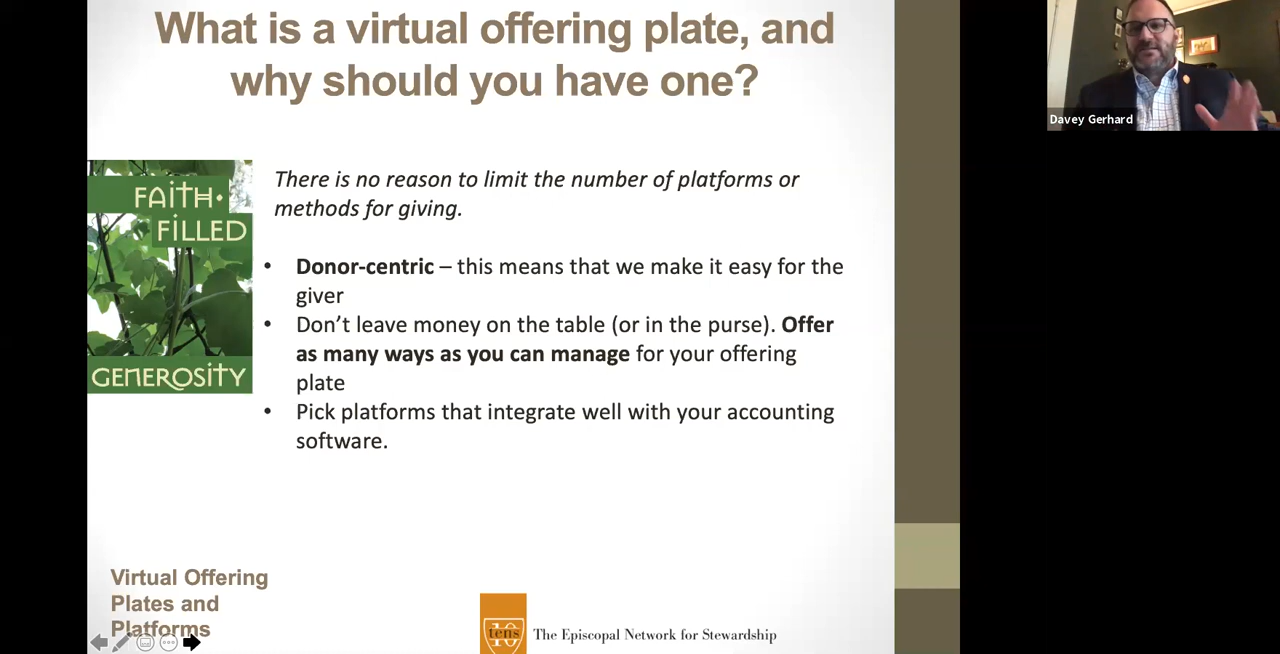 What is a virtual offering plate, and
why should you have one?
Davey Gerhard
FAITH·
FILLED
GENEROSITY
There is no reason to limit the number of platforms or
methods for giving.
• Donor-centric – this means that we make it easy for the
giver
• Don’t leave money on the table (or in the purse). Offer
as many ways as you can manage for your offering
plate
• Pick platforms that integrate well with your accounting
software.
Virtual Offering
Plates and
Platforms
tens
10
The Episcopal Network for Stewardship